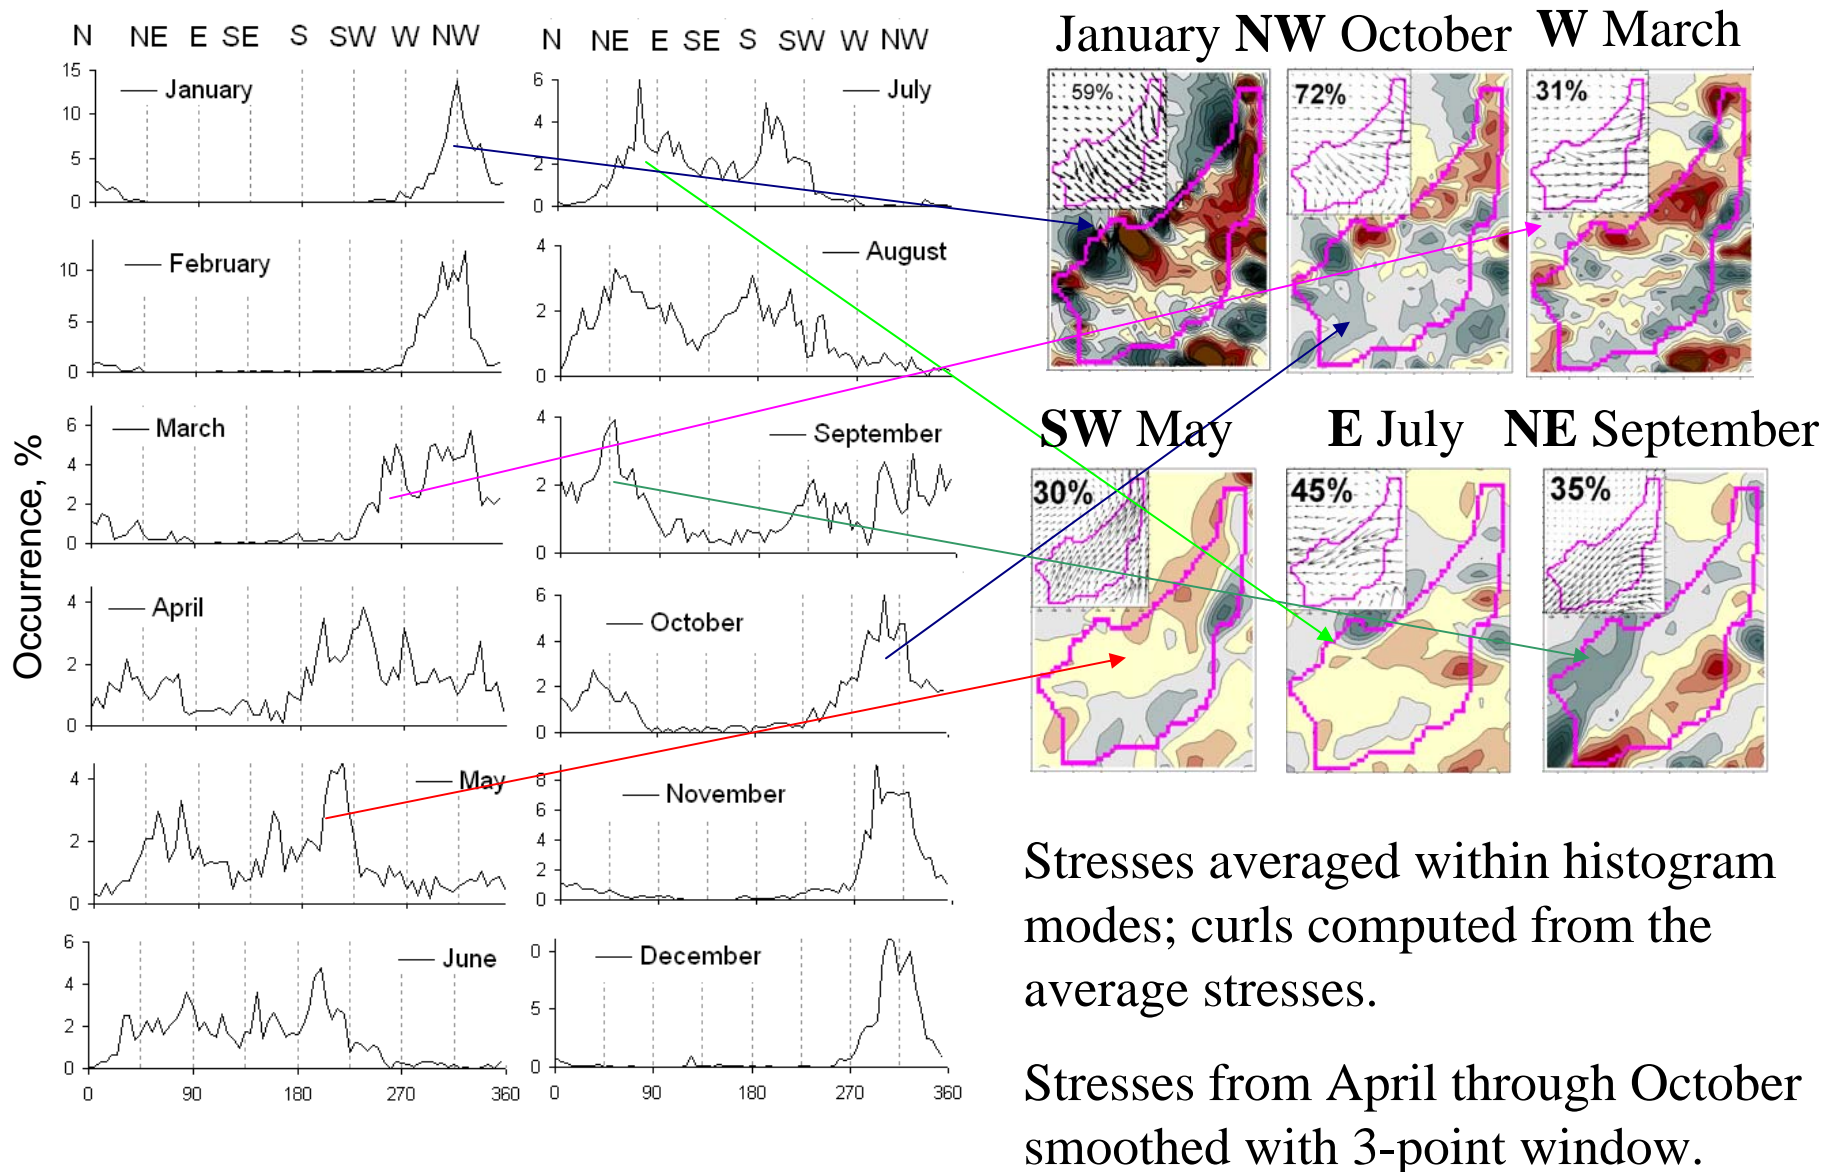 N NE E SE S SW W NW
N NE E SE S SW W NW
January NW October W March
15
10
5
0
January
6
4
2
0
July
59%
72%
31%
10
5
0
February
4
2
0
August
Occurrence, %
6
4
2
0
March
4
2
0
September
SW May E July NE September
30%
45%
35%
4
2
0
April
6
4
2
0
October
4
2
0
May
8
6
4
2
0
November
6
4
2
0
June
0
5
0
December
0 90 180 270 360
0 90 180 270 360
Stresses averaged within histogram
modes; curls computed from the
average stresses.
Stresses from April through October
smoothed with 3-point window.